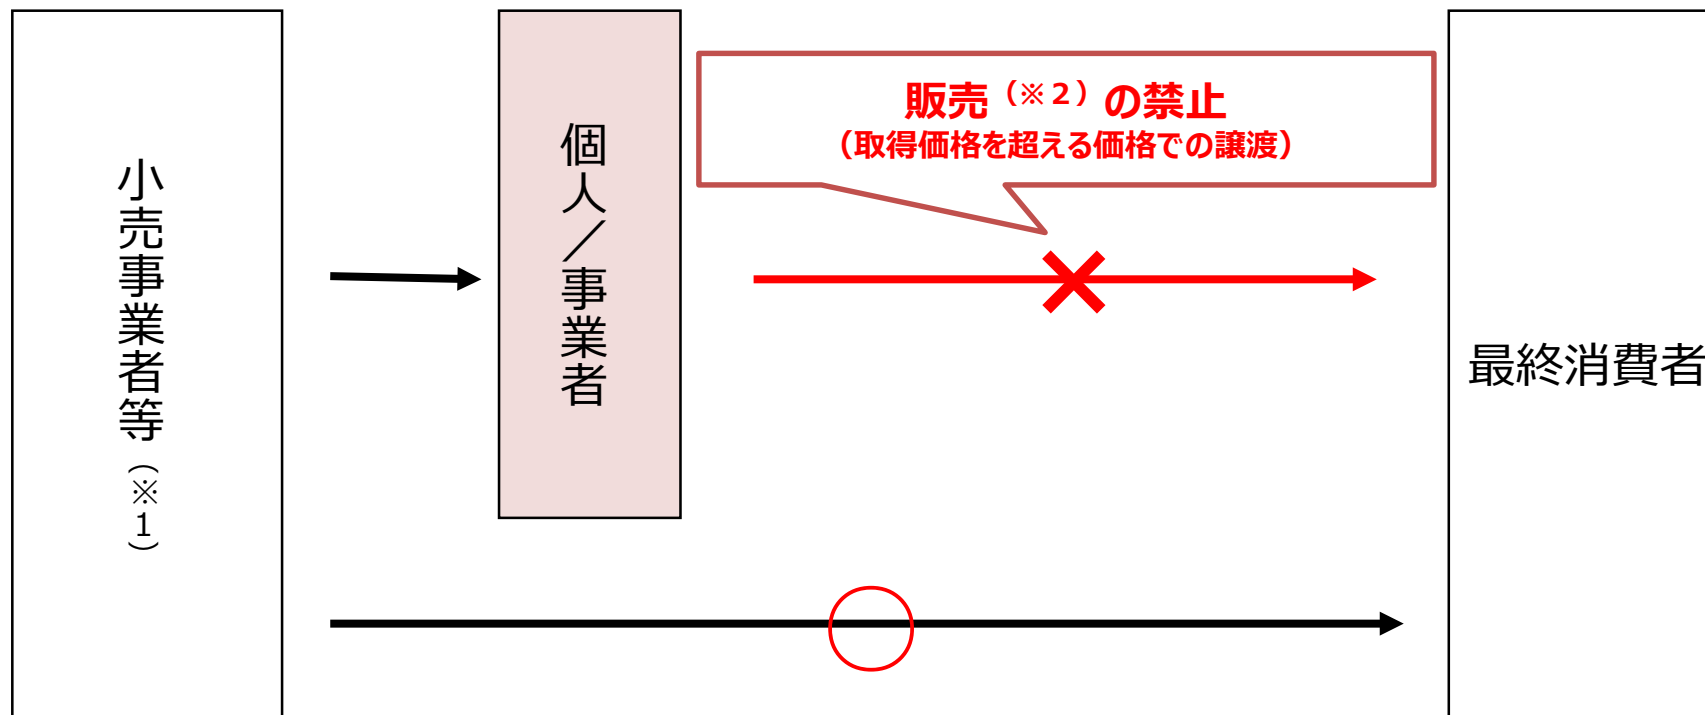 小売事業者等（※1）
個人／事業者
販売（※２）の禁止
（取得価格を超える価格での譲渡）
最終消費者